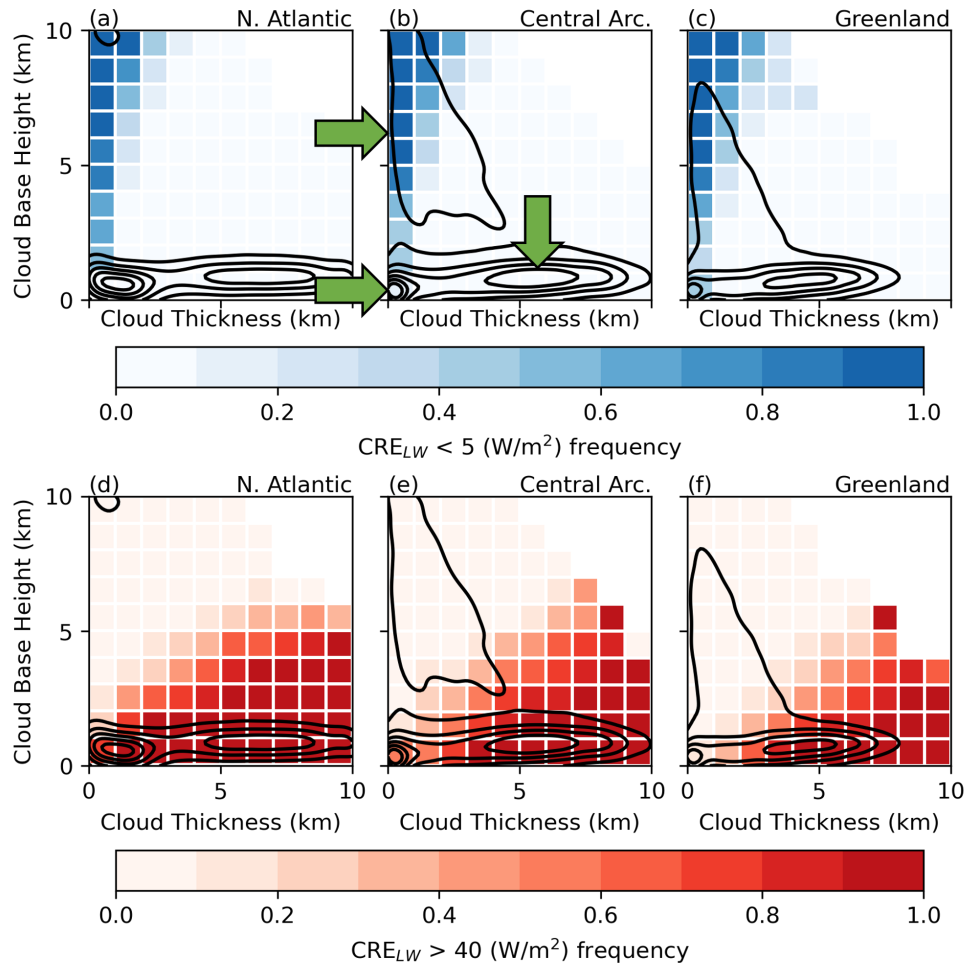 (a) N. Atlantic (b) Central Arc. (c) Greenland
10
5
0
Cloud Base Height (km)
Cloud Thickness (km) Cloud Thickness (km) Cloud Thickness (km)
0.0 0.2 0.4 0.6 0.8 1.0
CRE_LW < 5 (W/m²) frequency
(d) N. Atlantic (e) Central Arc. (f) Greenland
10
5
0
Cloud Base Height (km)
0 5 10 0 5 10 0 5 10
Cloud Thickness (km) Cloud Thickness (km) Cloud Thickness (km)
0.0 0.2 0.4 0.6 0.8 1.0
CRE_LW > 40 (W/m²) frequency